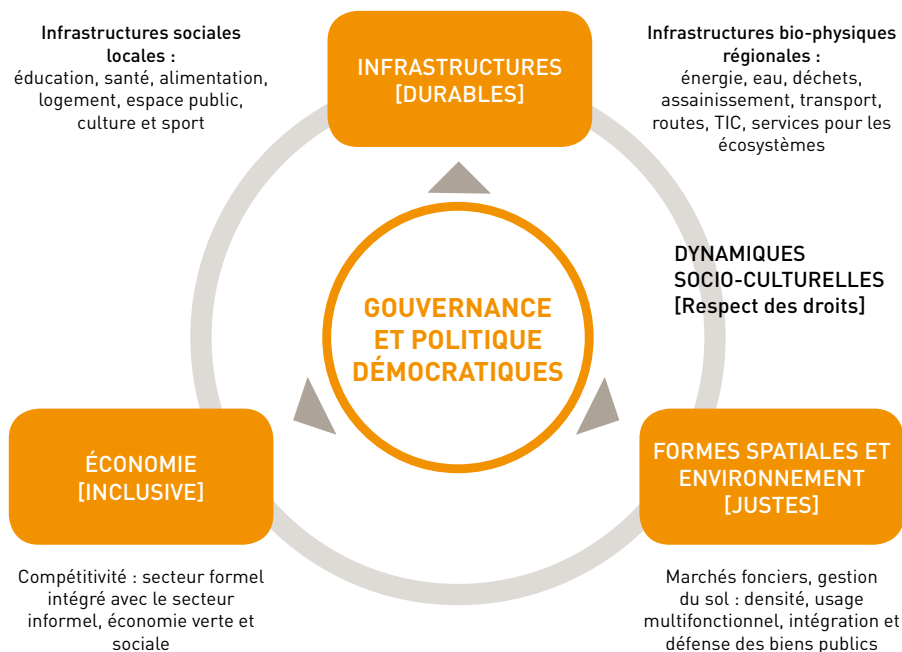 Infrastructures sociales
locales :
éducation, santé, alimentation,
logement, espace public,
culture et sport
INFRASTRUCTURES
[DURABLES]
Infrastructures bio-physiques
régionales :
énergie, eau, déchets,
assainissement, transport,
routes, TIC, services pour les
écosystèmes
DYNAMIQUES
SOCIO-CULTURELLES
[Respect des droits]
GOUVERNANCE
ET POLITIQUE
DÉMOCRATIQUES
ÉCONOMIE
[INCLUSIVE]
FORMES SPATIALES ET
ENVIRONNEMENT
[JUSTES]
Compétitivité : secteur formel
intégré avec le secteur
informel, économie verte et
sociale
Marchés fonciers, gestion
du sol : densité, usage
multifonctionnel, intégration et
défense des biens publics